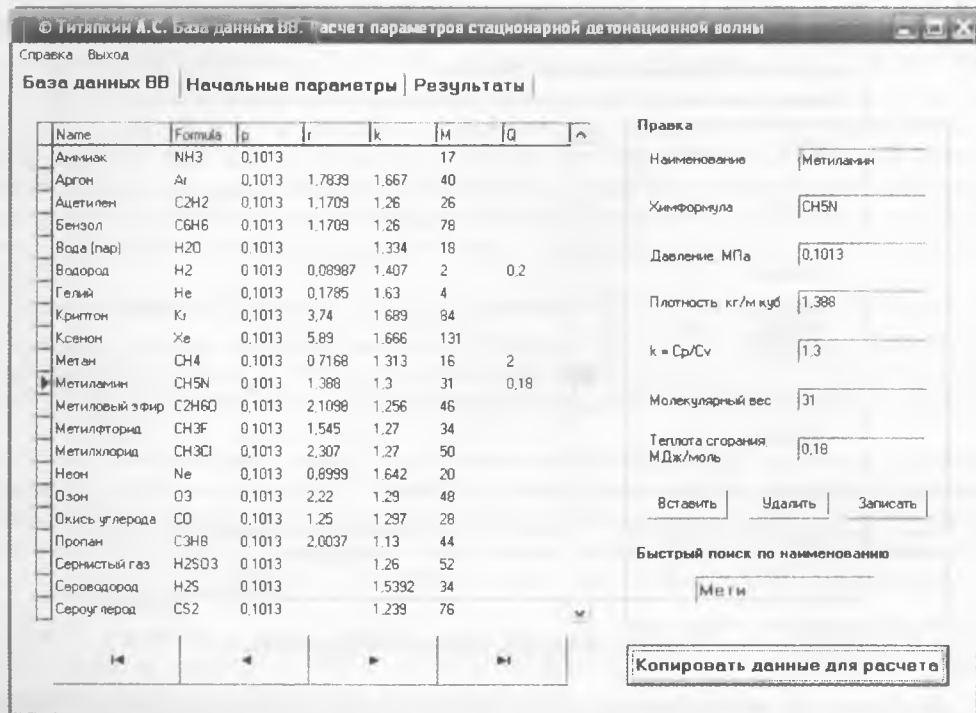 © Титяпкин А.С. База данных ВВ. Расчет параметров стационарной детонационной волны
Справка Выход
База данных ВВ Начальные параметры Результаты
Name Formula p r k M Q
Аммиак NH3 0,1013 17
Аргон Ar 0,1013 1,7839 1,667 40
Ацетилен C2H2 0,1013 1,1709 1,26 26
Бензол C6H6 0,1013 1,1709 1,26 78
Вода (пар) H2O 0,1013 1,334 18
Водород H2 0,1013 0,08987 1,407 2 0,2
Гелий He 0,1013 0,1785 1,63 4
Криптон Kr 0,1013 3,74 1,689 84
Ксенон Xe 0,1013 5,89 1,666 131
Метан CH4 0,1013 0,7168 1,313 16 2
Метиламин CH5N 0,1013 1,388 1,3 31 0,18
Метиловый эфир C2H6O 0,1013 2,1098 1,256 46
Метилфторид CH3F 0,1013 1,545 1,27 34
Метилхлорид CH3Cl 0,1013 2,307 1,27 50
Неон Ne 0,1013 0,8999 1,642 20
Озон O3 0,1013 2,22 1,29 48
Окись углерода CO 0,1013 1,25 1,297 28
Пропан C3H8 0,1013 2,0037 1,13 44
Сернистый газ H2SO3 0,1013 1,26 52
Сероводород H2S 0,1013 1,5392 34
Сероуглерод CS2 0,1013 1,239 76
Правка
Наименование Метиламин
Химформула CH5N
Давление МПа 0,1013
Плотность кг/м куб 1,388
k = Cp/Cv 1,3
Молекулярный вес 31
Теплота сгорания
МДж/моль 0,18
Вставить Удалить Записать
Быстрый поиск по наименованию
Мети
Копировать данные для расчета